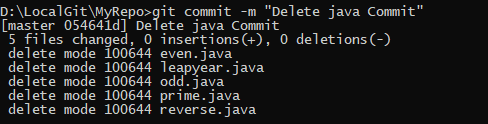 D:\LocalGit\MyRepo>git commit -m "Delete java Commit"
[master 054641d] Delete java Commit
 5 files changed, 0 insertions(+), 0 deletions(-)
 delete mode 100644 even.java
 delete mode 100644 leapyear.java
 delete mode 100644 odd.java
 delete mode 100644 prime.java
 delete mode 100644 reverse.java